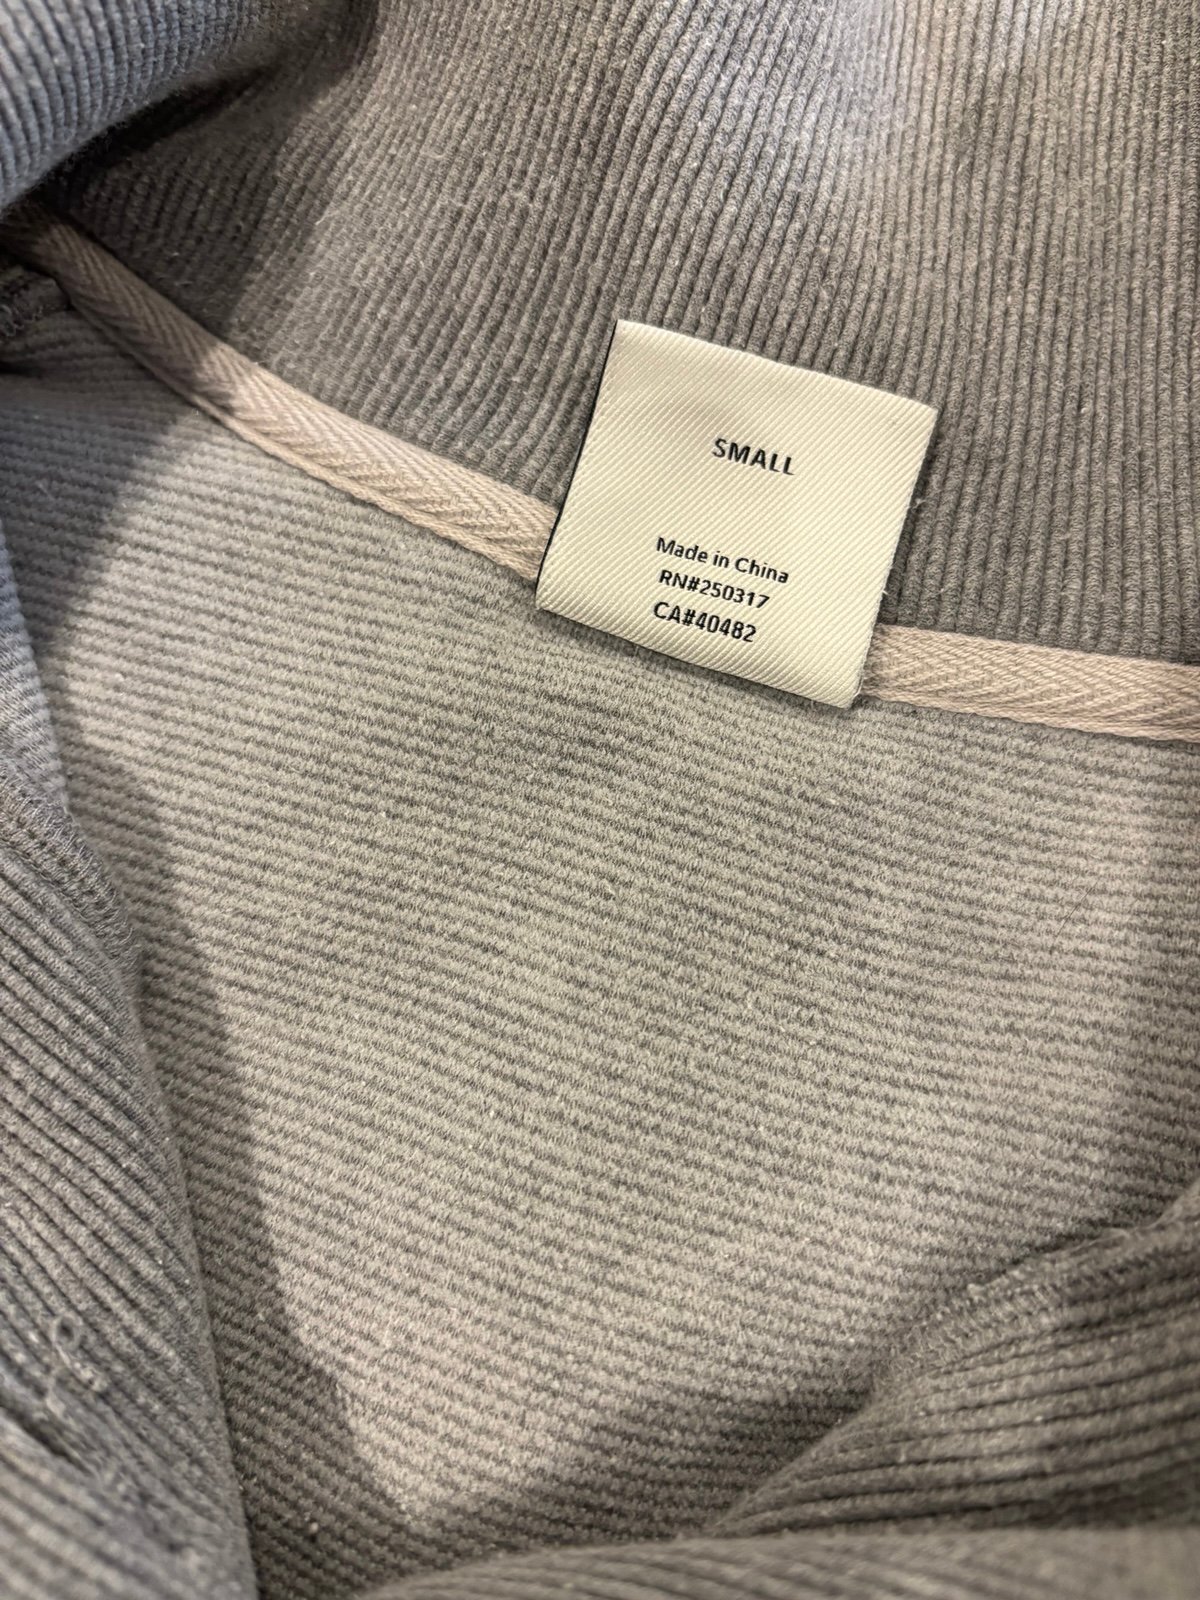 SMALL
Made in China
RN#250317
CA#40482